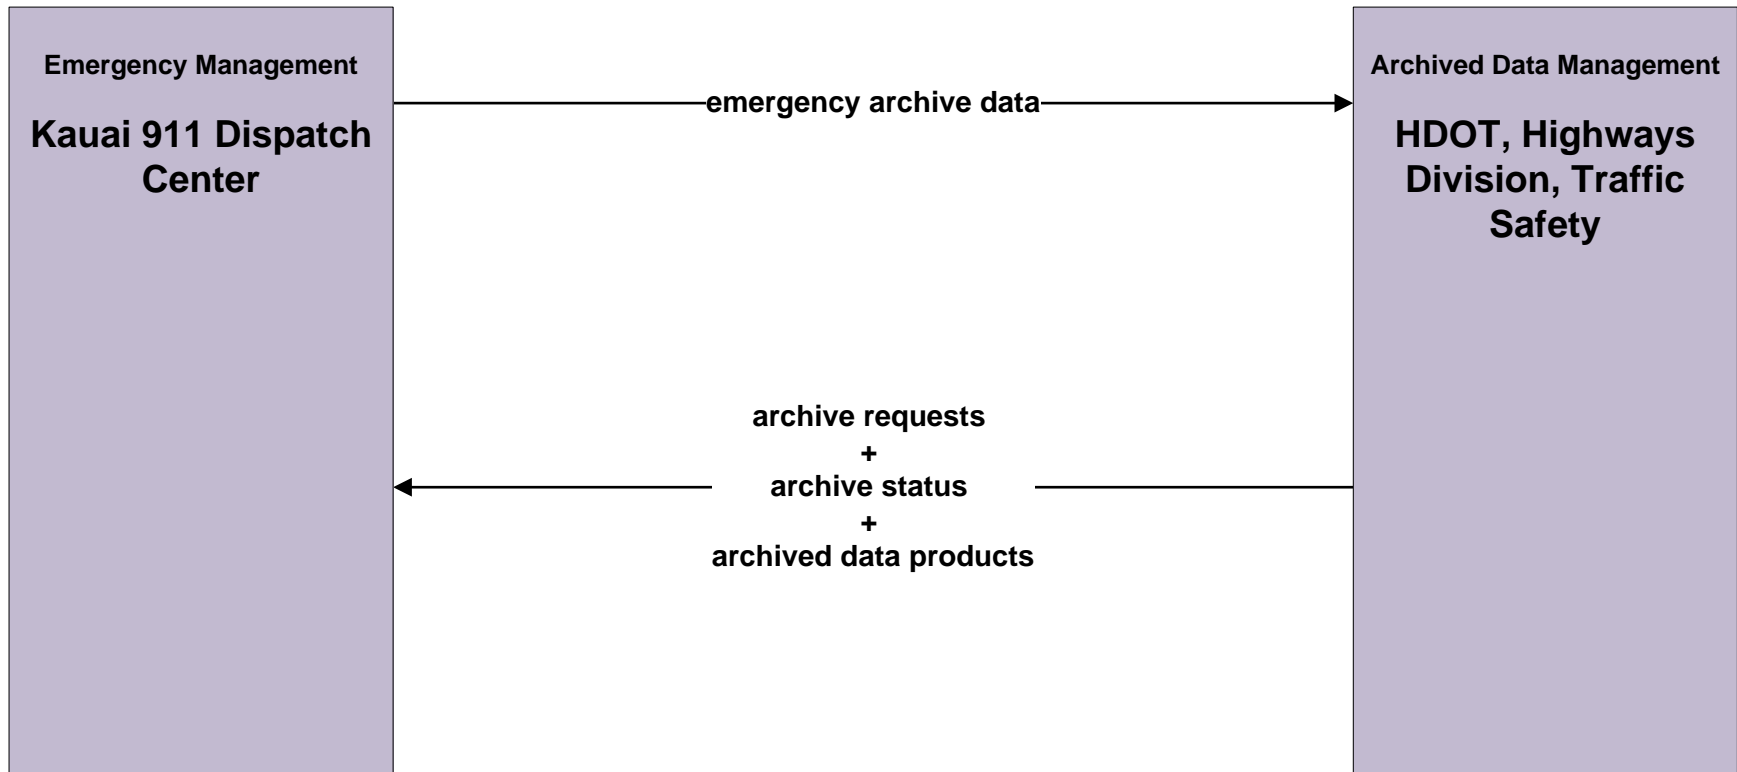 Emergency Management
Kauai 911 Dispatch
Center
emergency archive data
Archived Data Management
HDOT, Highways
Division, Traffic
Safety
archive requests
+
archive status
+
archived data products